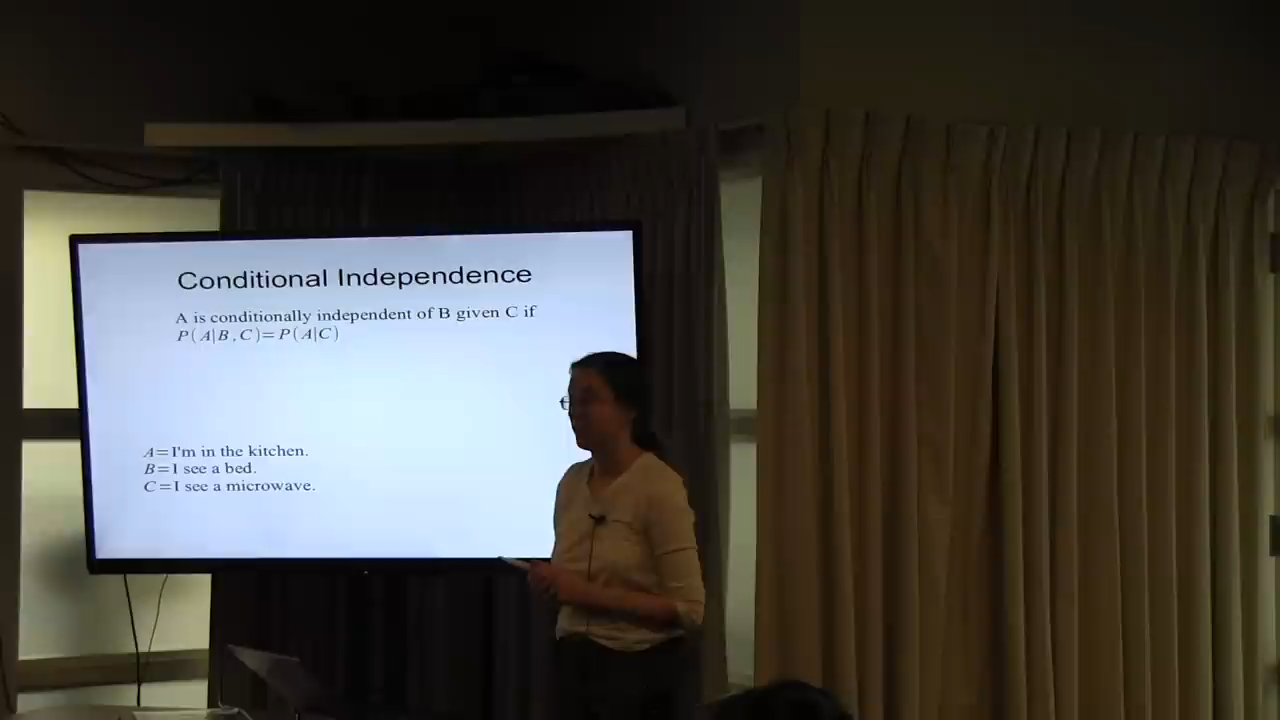 Conditional Independence
A is conditionally independent of B given C if
P(A|B,C)=P(A|C)
A=I'm in the kitchen.
B=I see a bed.
C=I see a microwave.